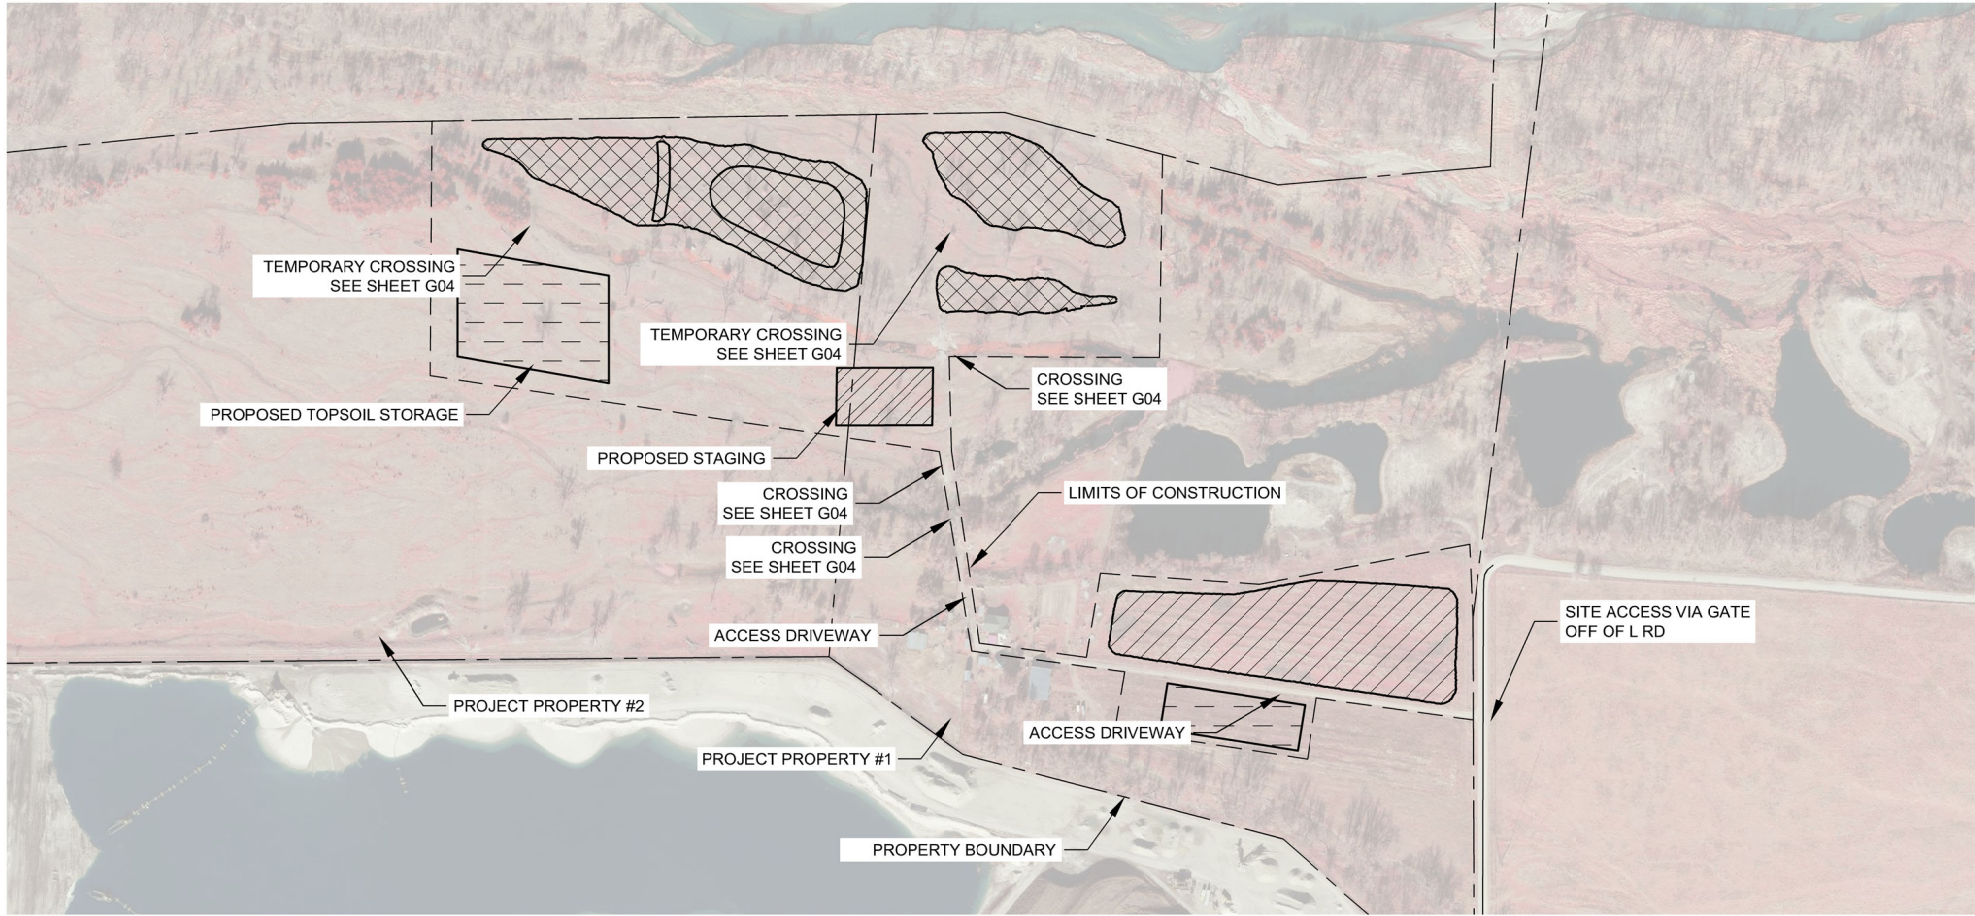 TEMPORARY CROSSING
SEE SHEET G04
TEMPORARY CROSSING
SEE SHEET G04
CROSSING
SEE SHEET G04
PROPOSED TOPSOIL STORAGE
PROPOSED STAGING
CROSSING
SEE SHEET G04
LIMITS OF CONSTRUCTION
CROSSING
SEE SHEET G04
SITE ACCESS VIA GATE
OFF OF L RD
ACCESS DRIVEWAY
PROJECT PROPERTY #2
ACCESS DRIVEWAY
PROJECT PROPERTY #1
PROPERTY BOUNDARY